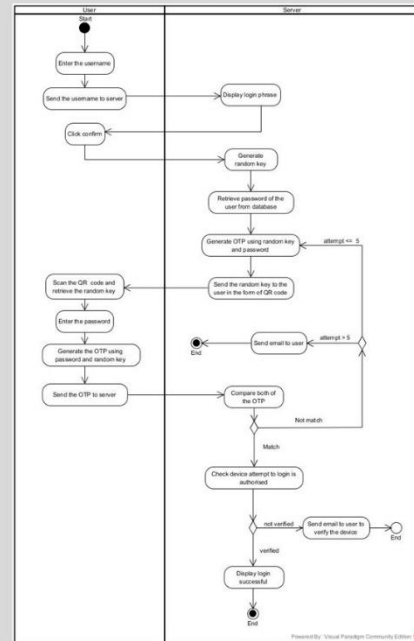 User
Server
Start
Enter the username
Send the username to server
Display login phrase
Click confirm
Generate
random key
Retrieve password of the
user from database
Generate OTP using random key
and password
attempt <= 5
Scan the QR code and
retrieve the random key
Send the random key to the
user in the form of QR code
Enter the password
Send email to user
attempt > 5
End
Generate the OTP using
password and random key
Send the OTP to server
Compare both of
the OTP
Not match
Match
Check device attempt to login is
authorised
not verified
Send email to user to
verify the device
End
verified
Display login
successful
End
Powered By Visual Paradigm Community Edition